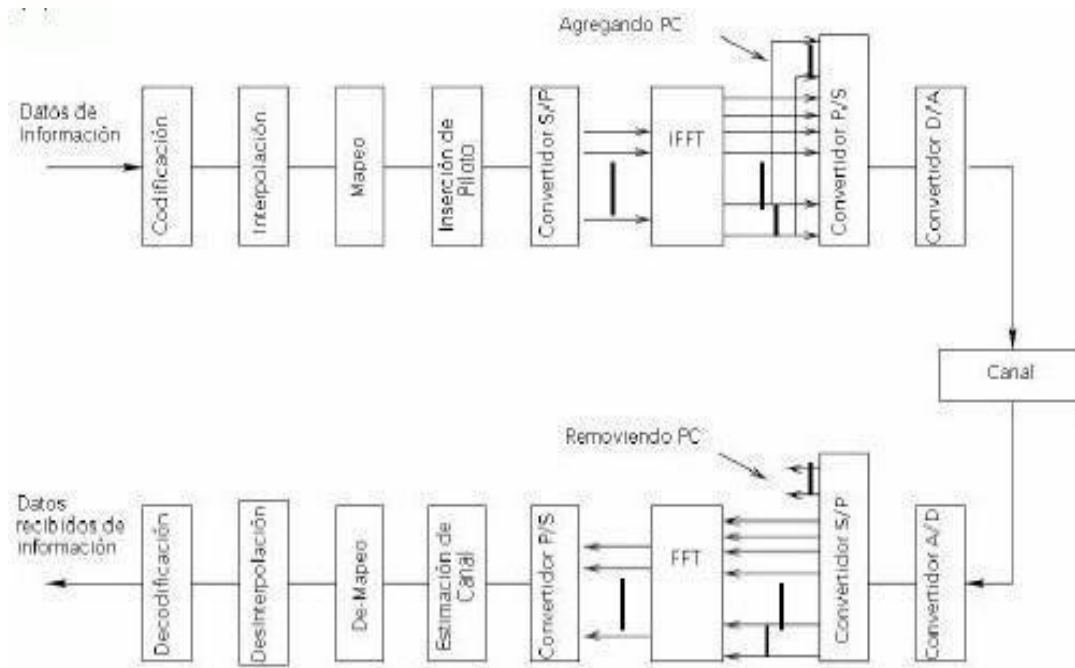 Agregando PC
Datos de
información
Codificación
Interpolación
Mapeo
Inserción de
Piloto
Convertidor S/P
IFFT
Convertidor P/S
Convertidor D/A
Canal
Removiendo PC
Datos
recibidos de
información
Decodificación
DesInterpolación
De-Mapeo
Estimación de
Canal
Convertidor P/S
FFT
Convertidor S/P
Convertidor A/D